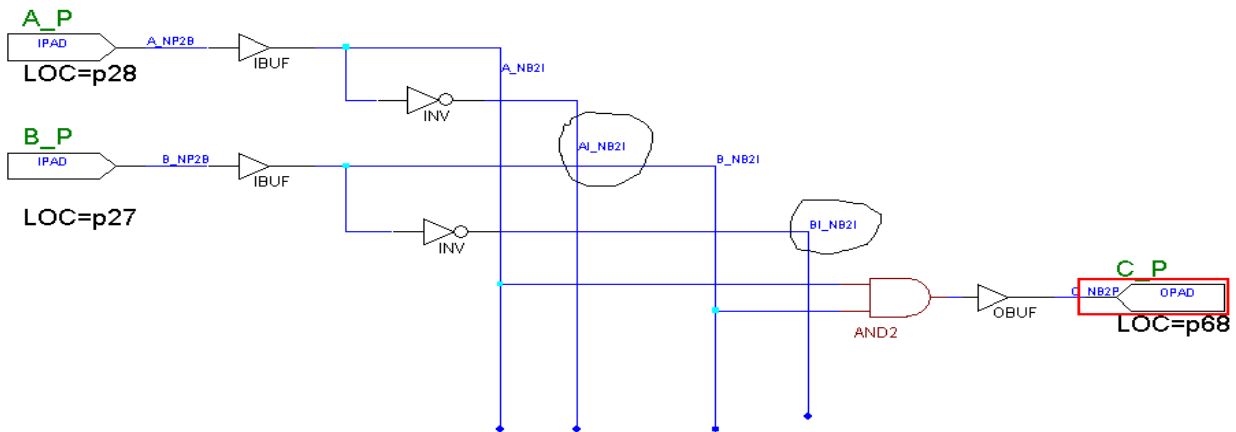 A_P
IPAD
A_NP2B
IBUF
LOC=p28
A_NB2I
INV
B_P
IPAD
B_NP2B
IBUF
AI_NB2I
B_NB2I
LOC=p27
INV
BI_NB2I
C_P
C_NB2P
OPAD
OBUF
LOC=p68
AND2